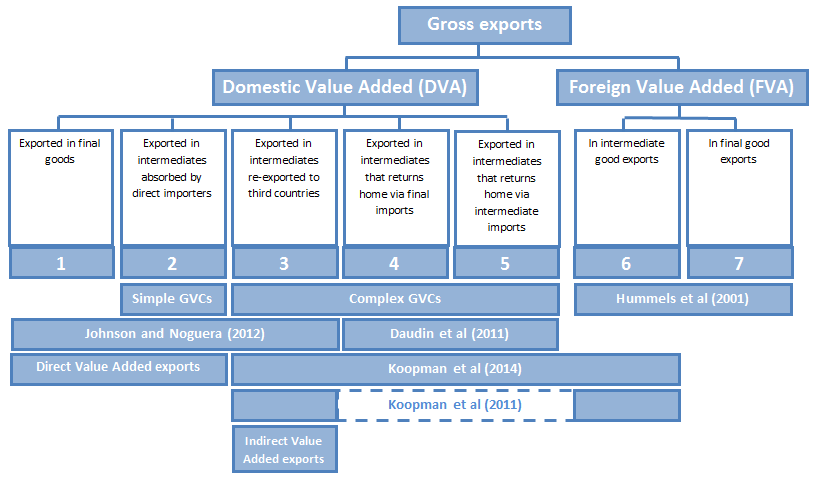 Gross exports
Domestic Value Added (DVA)
Foreign Value Added (FVA)
Exported in final
goods
Exported in
intermediates
absorbed by
direct importers
Exported in
intermediates
re-exported to
third countries
Exported in
intermediates
that returns
home via final
imports
Exported in
intermediates
that returns
home via
intermediate
imports
In intermediate
good exports
In final good
exports
1
2
3
4
5
6
7
Simple GVCs
Complex GVCs
Hummels et al (2001)
Johnson and Noguera (2012)
Daudin et al (2011)
Direct Value Added exports
Koopman et al (2014)
Koopman et al (2011)
Indirect Value
Added exports